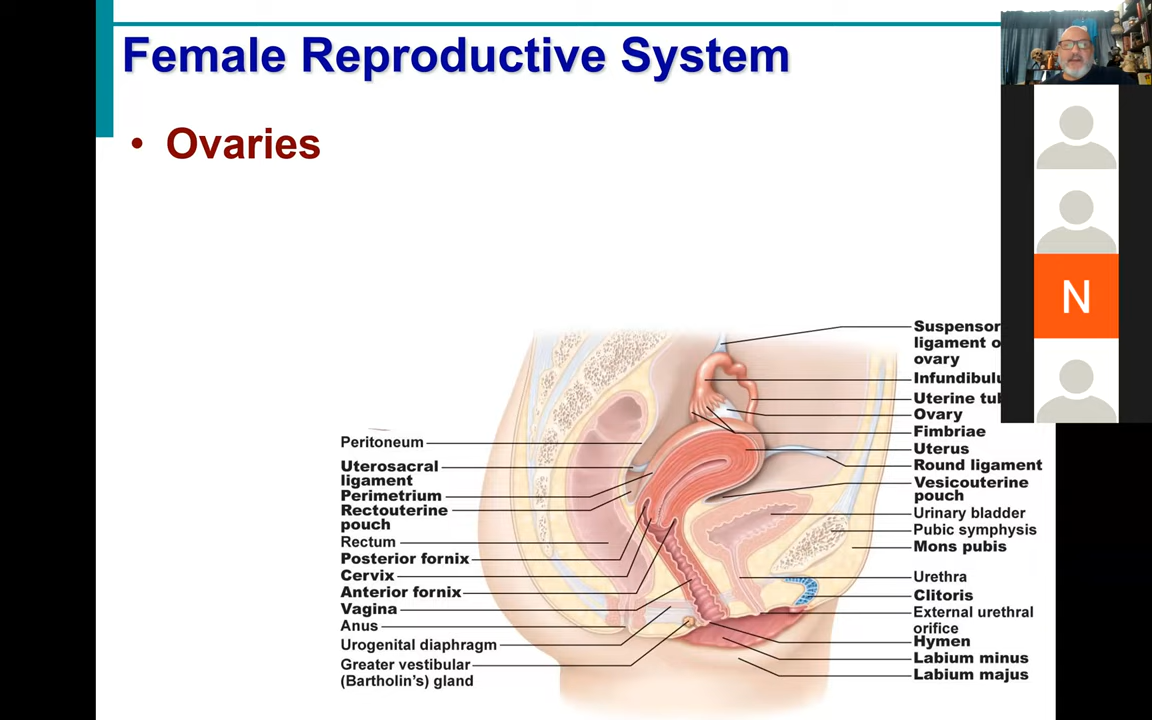 Female Reproductive System
• Ovaries
Peritoneum
Uterosacral
ligament
Perimetrium
Rectouterine
pouch
Rectum
Posterior fornix
Cervix
Anterior fornix
Vagina
Anus
Urogenital diaphragm
Greater vestibular
(Bartholin's) gland
Suspensor
ligament o
ovary
Infundibulu
Uterine tub
Ovary
Fimbriae
Uterus
Round ligament
Vesicouterine
pouch
Urinary bladder
Pubic symphysis
Mons pubis
Urethra
Clitoris
External urethral
orifice
Hymen
Labium minus
Labium majus
N